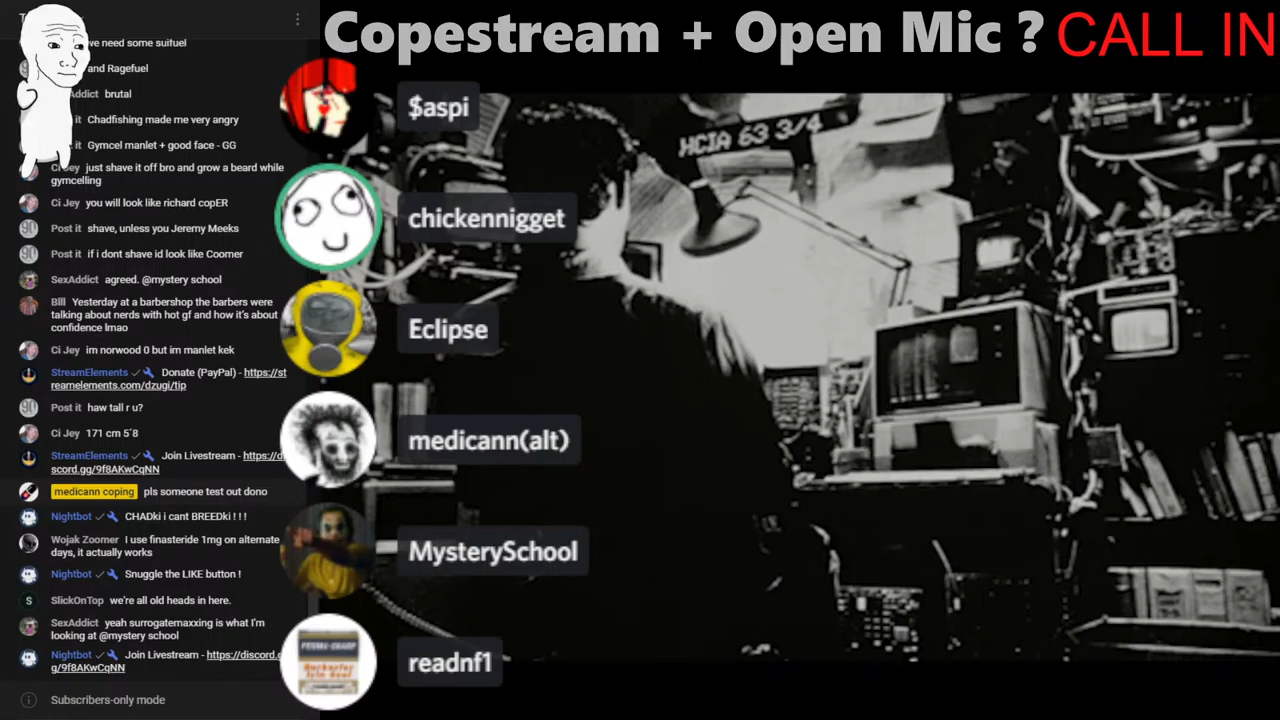 Copestream + Open Mic ? CALL IN
we need some suifuel
and Ragefuel
brutal
Chadfishing made me very angry
Gymcel manlet + good face - GG
Ci Jey just shave it off bro and grow a beard while
gymcelling
Ci Jey you will look like richard copER
Post it shave, unless you Jeremy Meeks
Post it if i dont shave id look like Coomer
SexAddict agreed. @mystery school
Blll Yesterday at a barbershop the barbers were
talking about nerds with hot gf and how it's about
confidence lmao
Ci Jey im norwood 0 but im manlet kek
StreamElements Donate (PayPal) - https://st
reamelements.com/dzugi/tip
Post it haw tall r u?
Ci Jey 171 cm 5´8
StreamElements Join Livestream - https://d
scord.gg/9f8AKwCqNN
medicann coping pls someone test out dono
Nightbot CHADki i cant BREEDki ! ! !
Wojak Zoomer I use finasteride 1mg on alternate
days, it actually works
Nightbot Snuggle the LIKE button !
S SlickOnTop we're all old heads in here.
SexAddict yeah surrogatemaxxing is what I'm
looking at @mystery school
Nightbot Join Livestream - https://discord.
g/9f8AKwCqNN
Subscribers-only mode
$aspi
chickennigget
Eclipse
medicann(alt)
MysterySchool
readnf1
HCIA 63 3/4